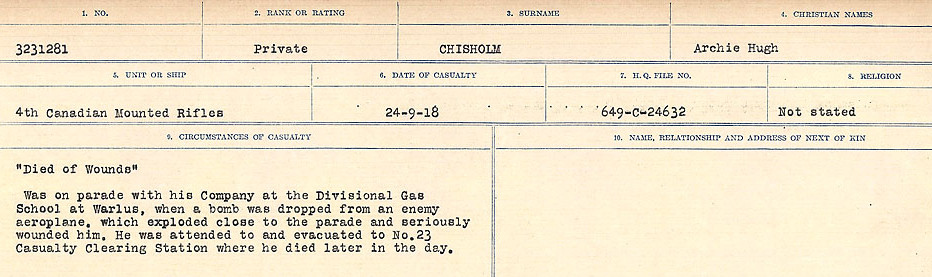 1. NO. 2. RANK OR RATING 3. SURNAME 4. CHRISTIAN NAMES
3231281 Private CHISHOLM Archie Hugh
5. UNIT OR SHIP 6. DATE OF CASUALTY 7. H.Q. FILE NO. 8. RELIGION
4th Canadian Mounted Rifles 24-9-18 649-C-24632 Not stated
9. CIRCUMSTANCES OF CASUALTY 10. NAME, RELATIONSHIP AND ADDRESS OF NEXT OF KIN
"Died of Wounds"
Was on parade with his Company at the Divisional Gas
School at Warlus, when a bomb was dropped from an enemy
aeroplane, which exploded close to the parade and seriously
wounded him. He was attended to and evacuated to No.23
Casualty Clearing Station where he died later in the day.